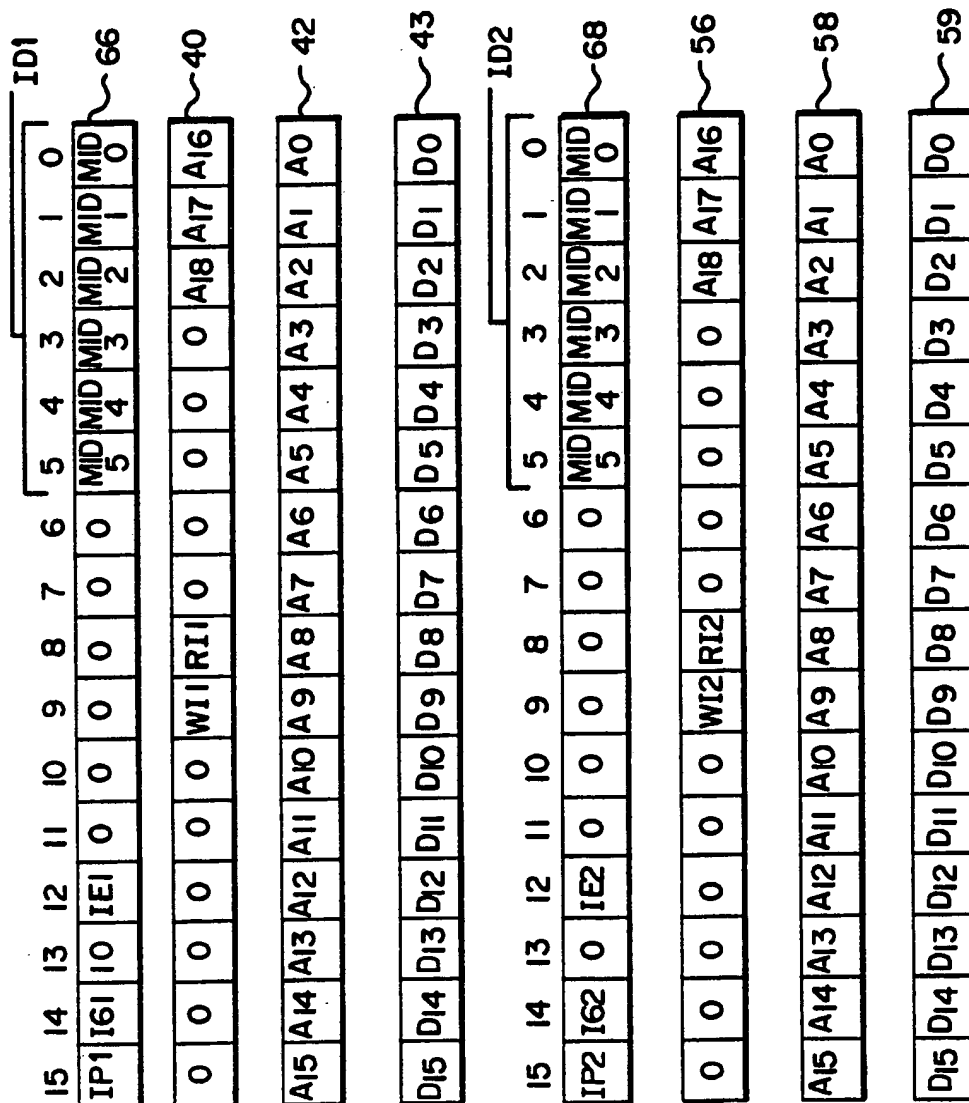 ID1
15 14 13 12 11 10 9 8 7 6 5 4 3 2 1 0
IP1 I61 IO IE1 0 0 0 0 0 0 MID 5 MID 4 MID 3 MID 2 MID 1 MID 0 66
0 0 0 0 0 0 WI1 RI1 0 0 0 0 0 A18 A17 A16 40
A15 A14 A13 A12 A11 A10 A9 A8 A7 A6 A5 A4 A3 A2 A1 A0 42
D15 D14 D13 D12 D11 D10 D9 D8 D7 D6 D5 D4 D3 D2 D1 D0 43
ID2
15 14 13 12 11 10 9 8 7 6 5 4 3 2 1 0
IP2 I62 0 IE2 0 0 0 0 0 0 MID 5 MID 4 MID 3 MID 2 MID 1 MID 0 68
0 0 0 0 0 0 WI2 RI2 0 0 0 0 0 A18 A17 A16 56
A15 A14 A13 A12 A11 A10 A9 A8 A7 A6 A5 A4 A3 A2 A1 A0 58
D15 D14 D13 D12 D11 D10 D9 D8 D7 D6 D5 D4 D3 D2 D1 D0 59